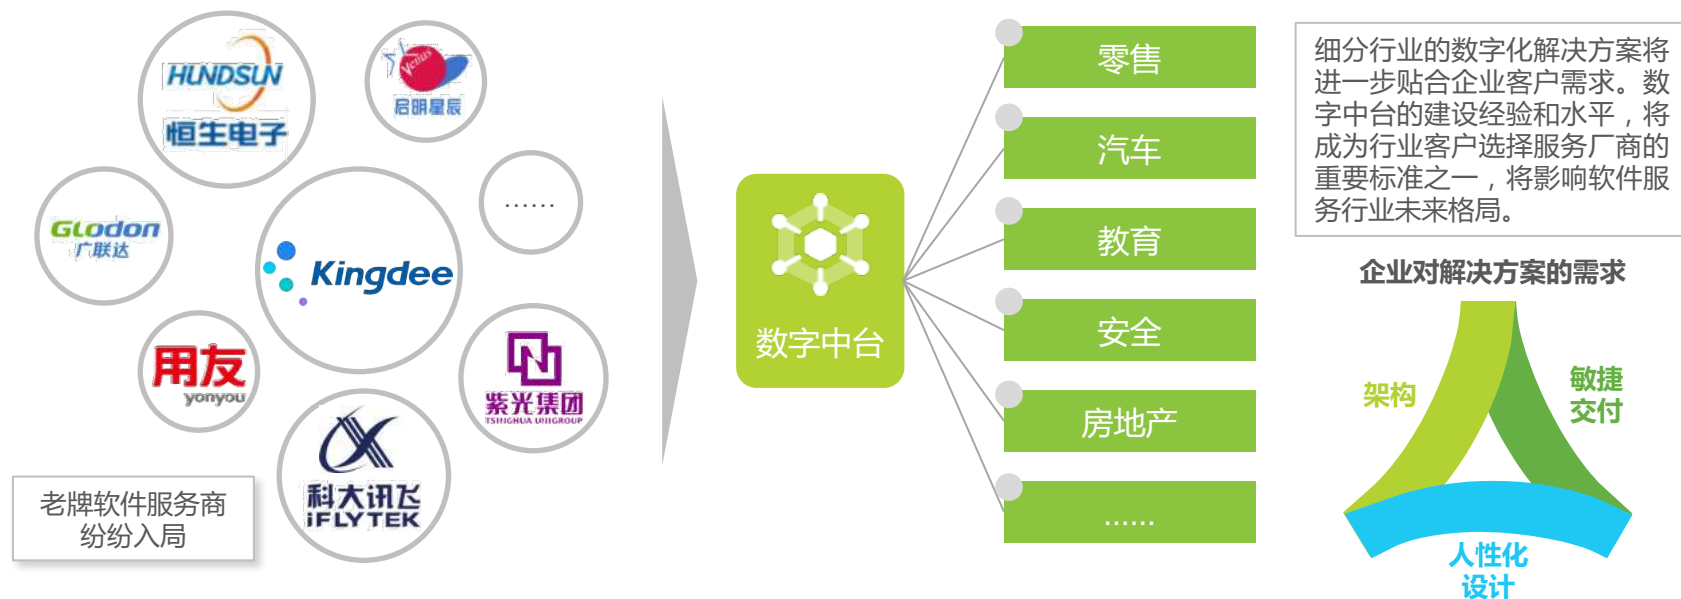 HUNDSUN
恒生电子
Venus
启明星辰
GLodon
广联达
Kingdee
……
用友
yonyou
紫光集团
TSINGHUA UNIGROUP
科大讯飞
iFLYTEK
老牌软件服务商
纷纷入局
数字中台
零售
汽车
教育
安全
房地产
……
细分行业的数字化解决方案将
进一步贴合企业客户需求。数
字中台的建设经验和水平，将
成为行业客户选择服务厂商的
重要标准之一，将影响软件服
务行业未来格局。
企业对解决方案的需求
架构
敏捷
交付
人性化
设计